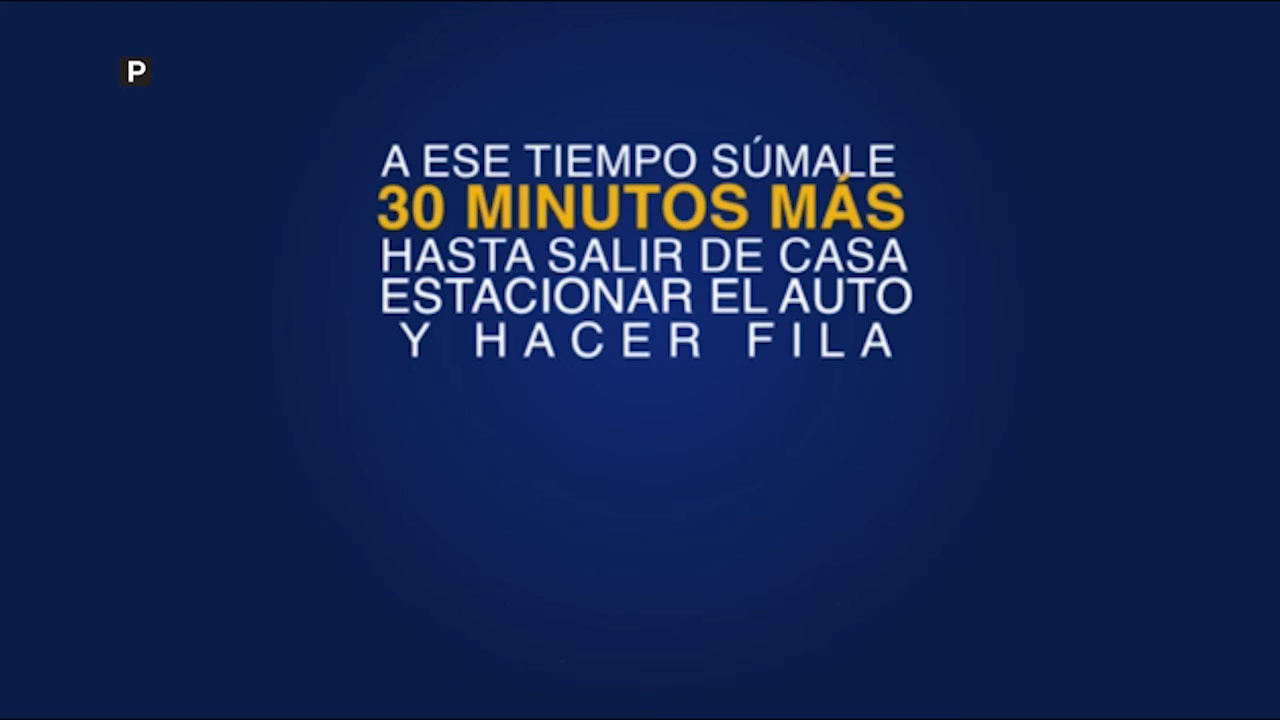 P
A ESE TIEMPO SÚMALE
30 MINUTOS MÁS
HASTA SALIR DE CASA
ESTACIONAR EL AUTO
Y HACER FILA